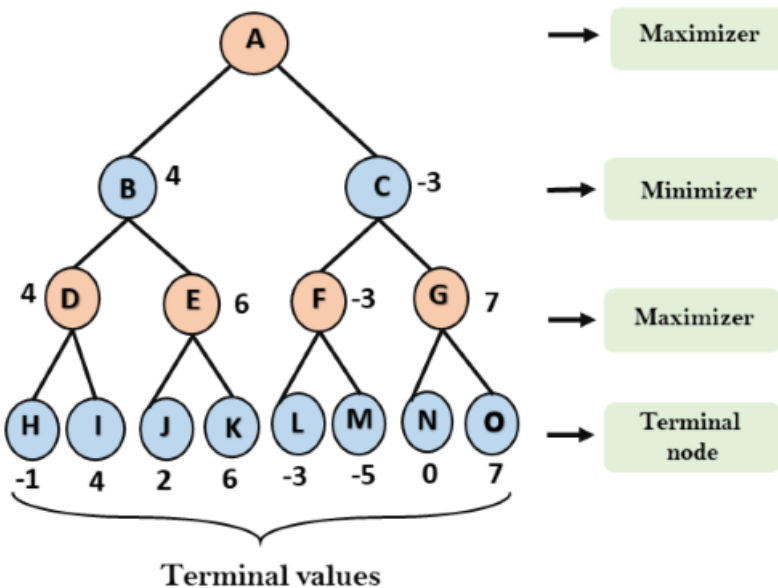 A
Maximizer
B 4
C -3
Minimizer
4 D
E 6
F -3
G 7
Maximizer
H I J K L M N O
Terminal
node
-1 4 2 6 -3 -5 0 7
Terminal values